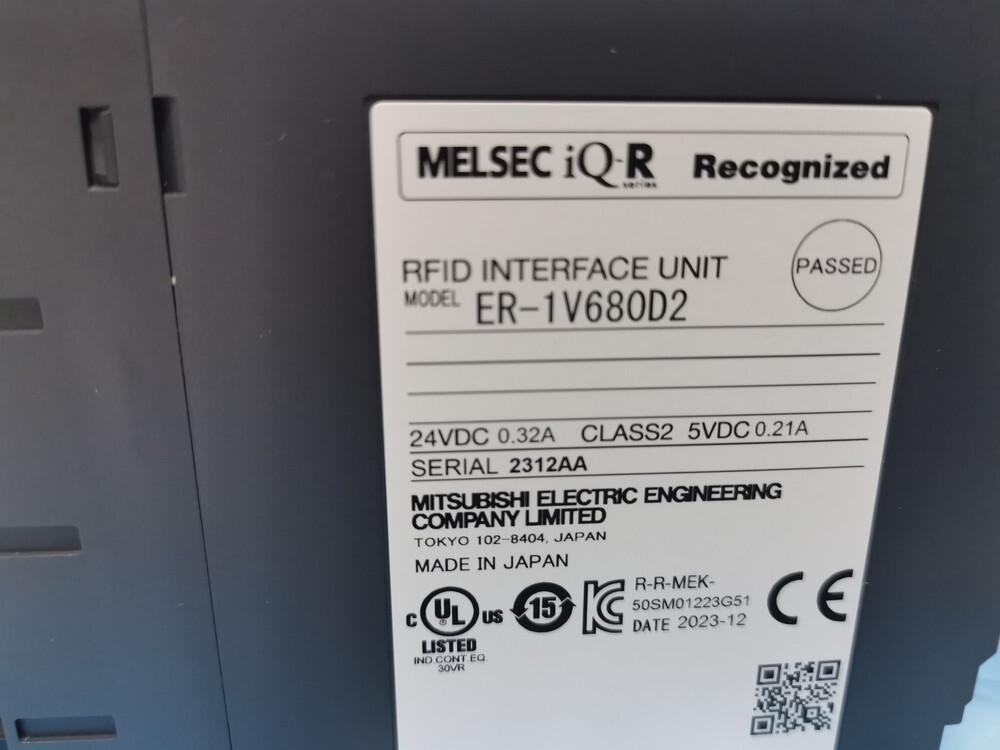 MELSEC iQ-R series Recognized
RFID INTERFACE UNIT
PASSED
MODEL ER-1V680D2
24VDC 0.32A CLASS2 5VDC 0.21A
SERIAL 2312AA
MITSUBISHI ELECTRIC ENGINEERING
COMPANY LIMITED
TOKYO 102-8404, JAPAN
MADE IN JAPAN
C UL US
LISTED
IND.CONT.EQ.
30VR
15
KC
R-R-MEK-
50SM01223G51
DATE 2023-12
CE